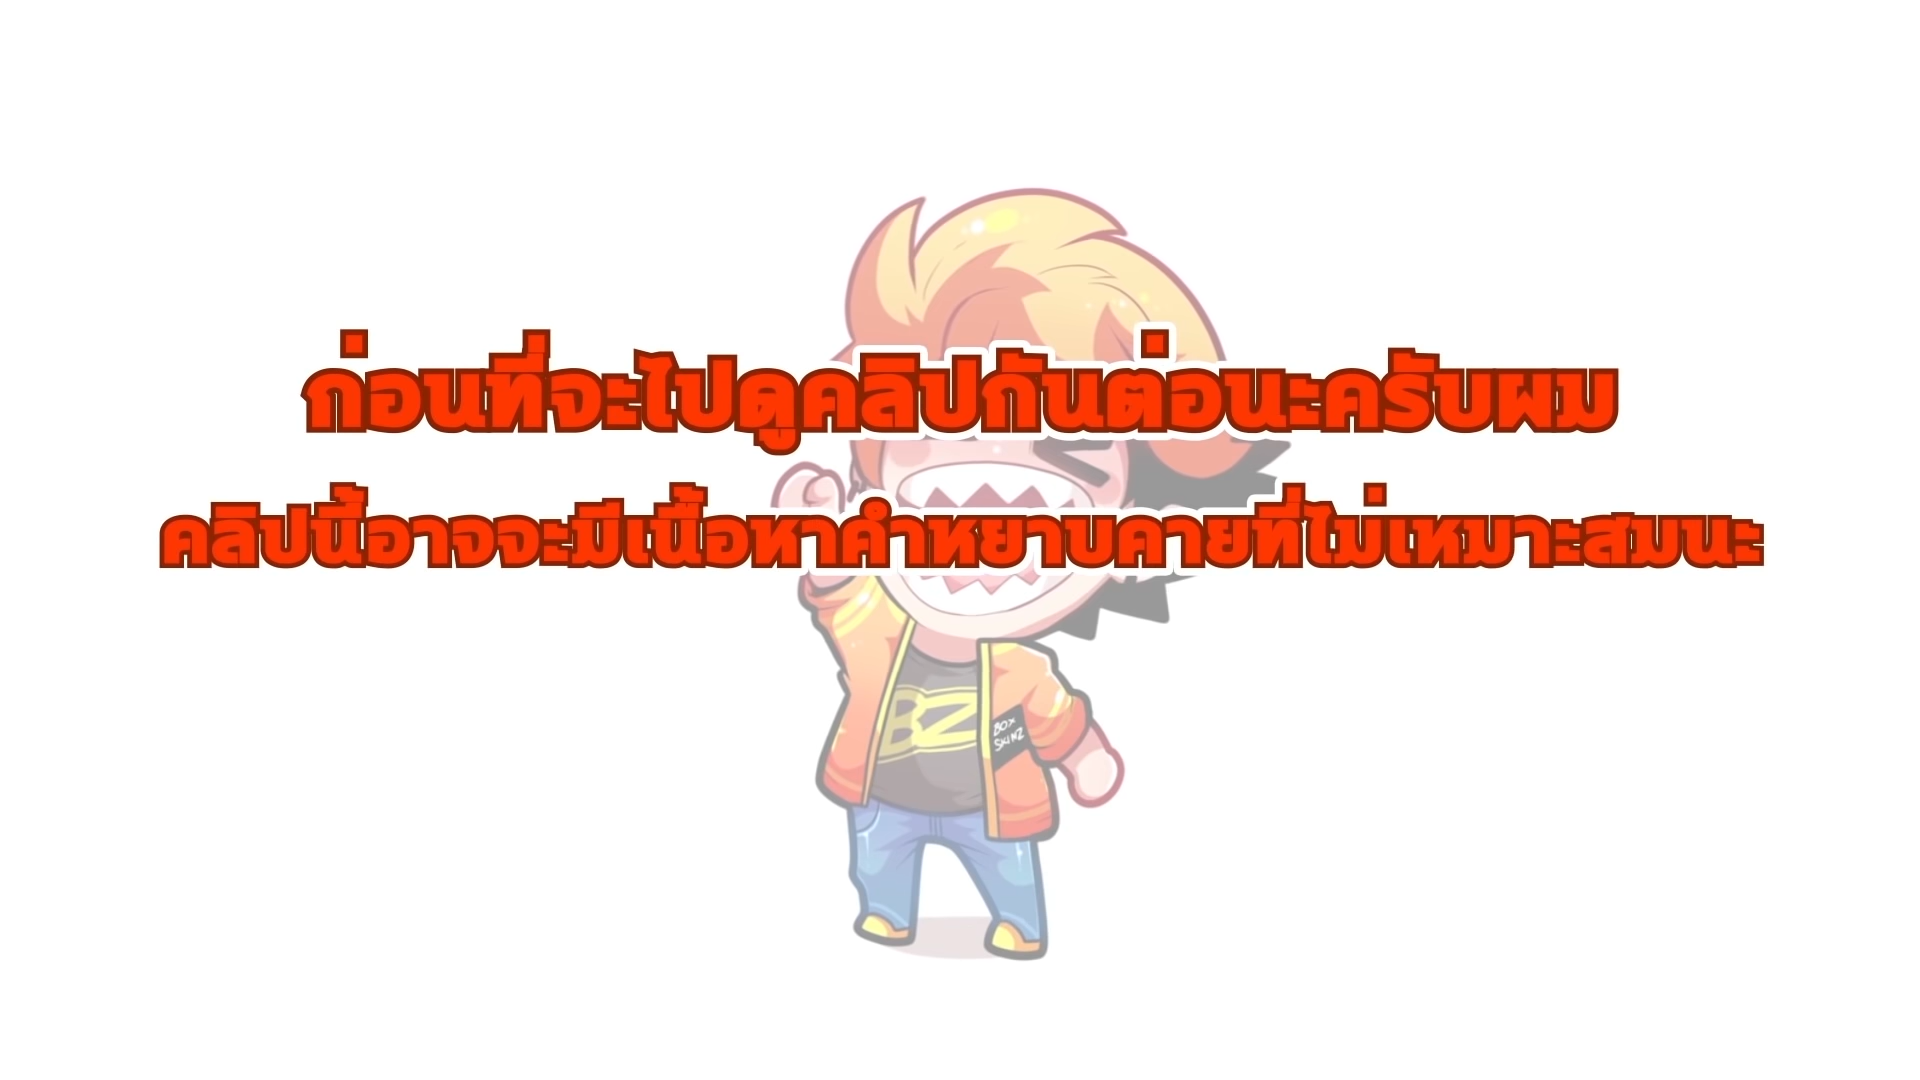 ก่อนที่จะไปดูคลิปกันต่อนะครับผม
คลิปนี้อาจจะมีเนื้อหาคำหยาบคายที่ไม่เหมาะสมนะ
BZ
BOX
SKINZ